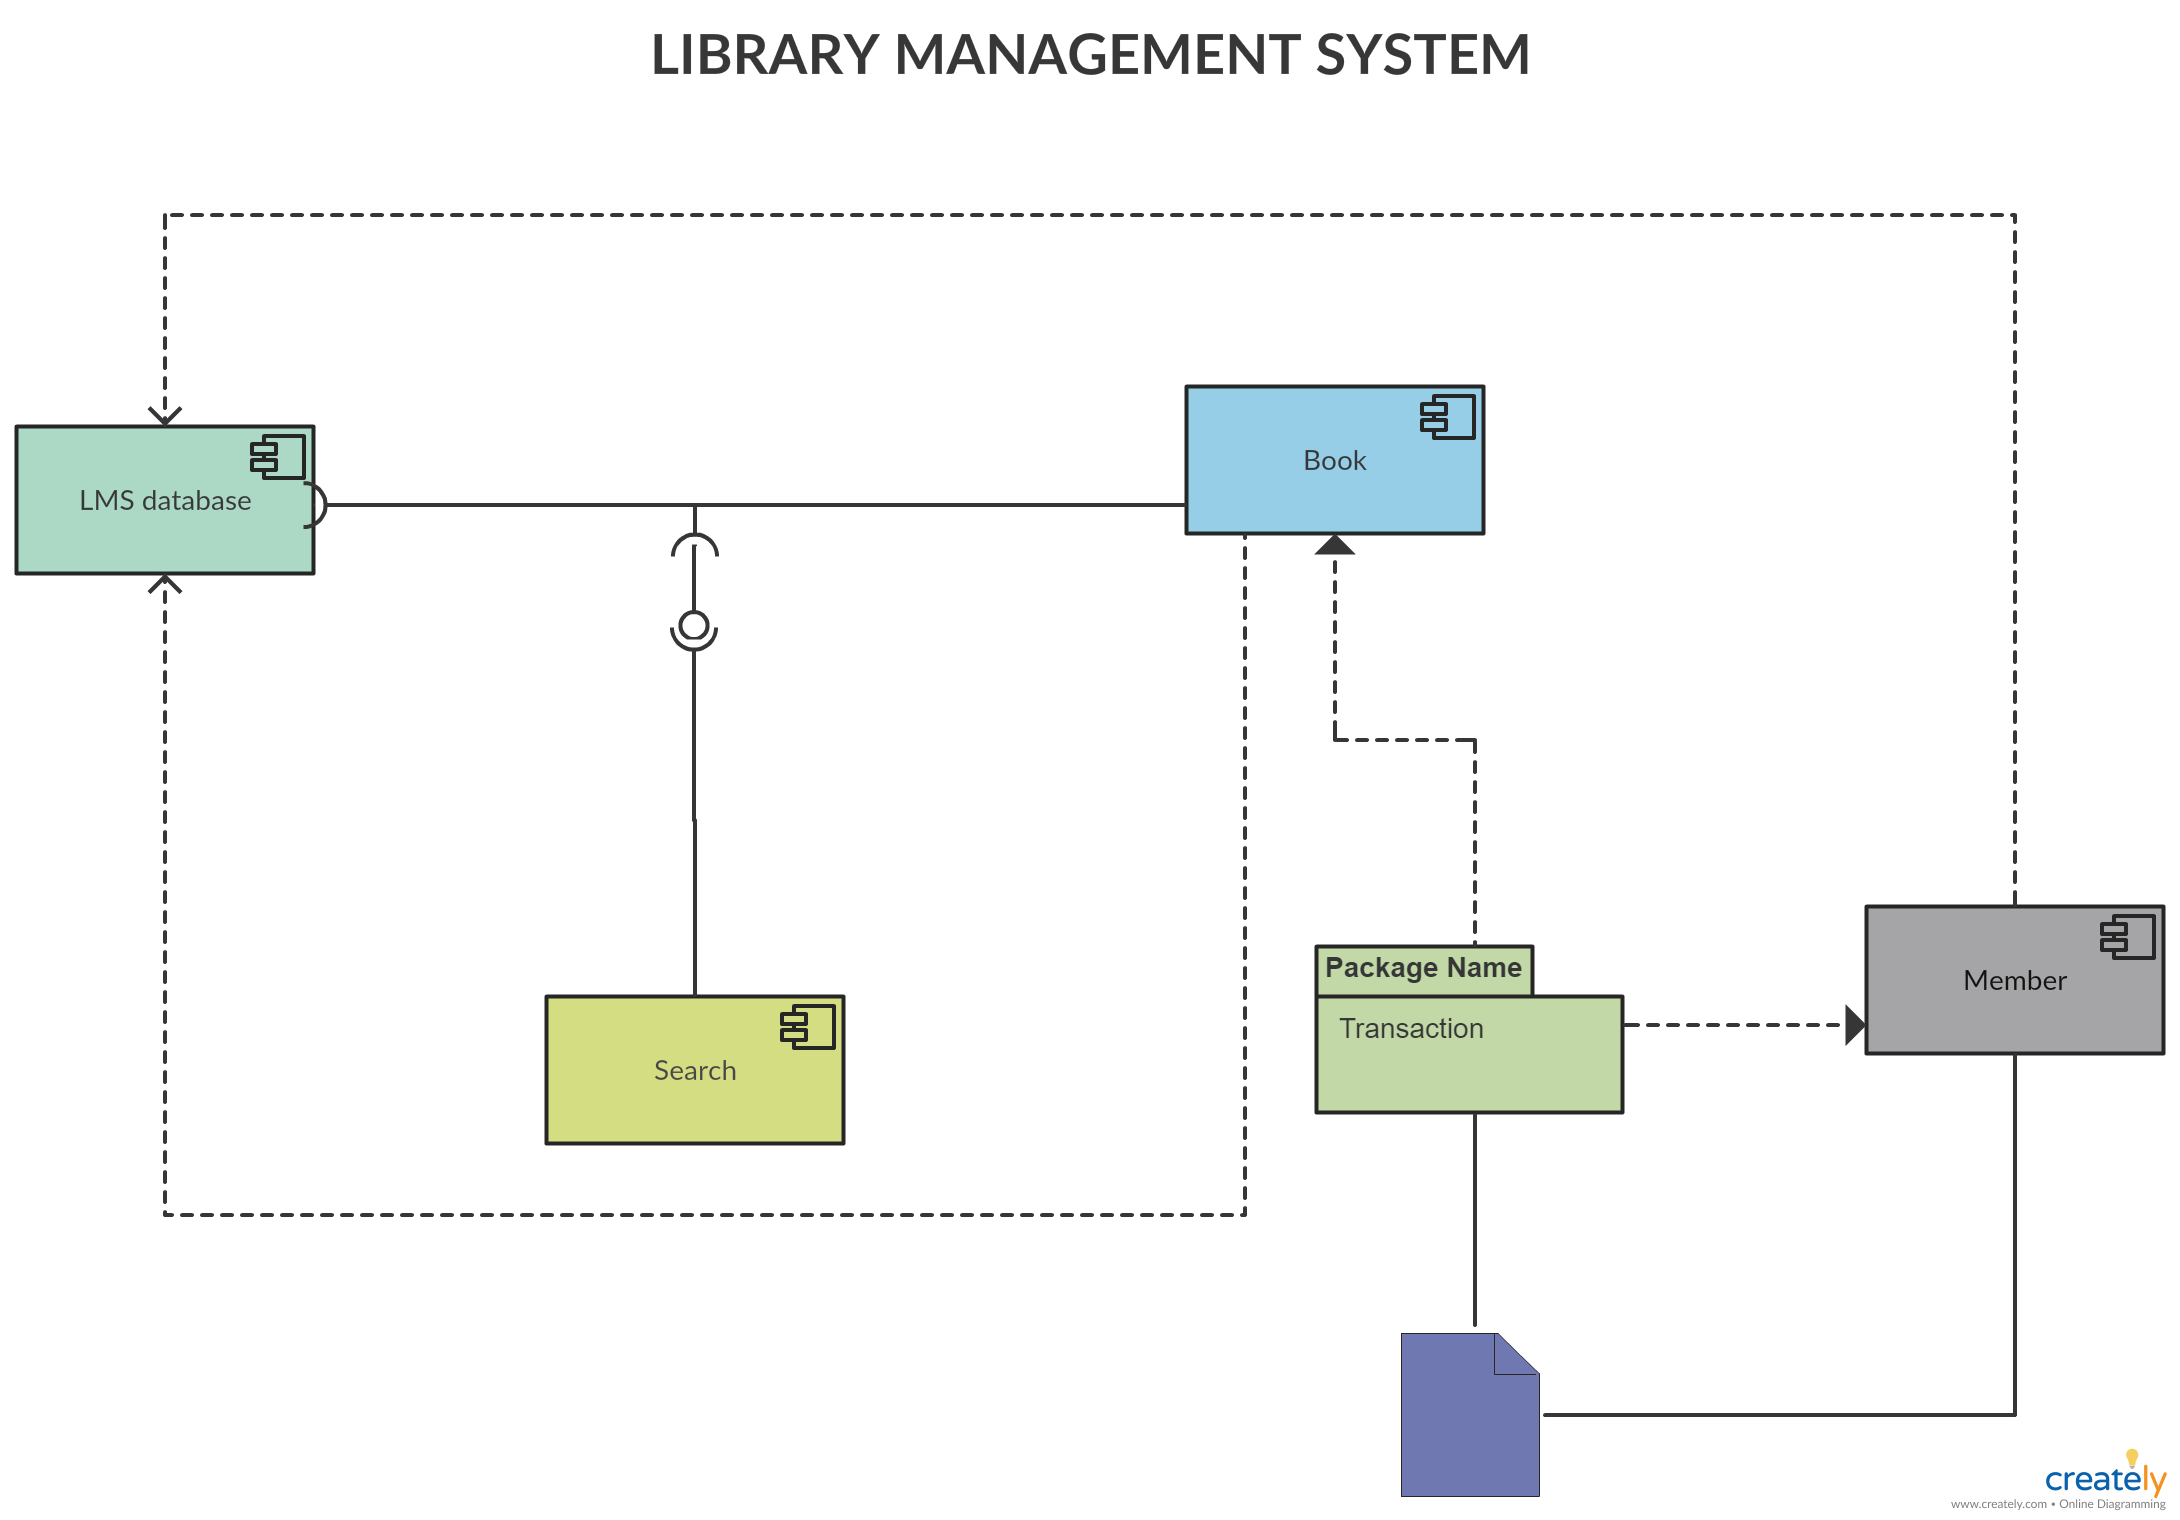 LIBRARY MANAGEMENT SYSTEM
LMS database
Book
Package Name
Transaction
Member
Search
creately
www.creately.com • Online Diagramming